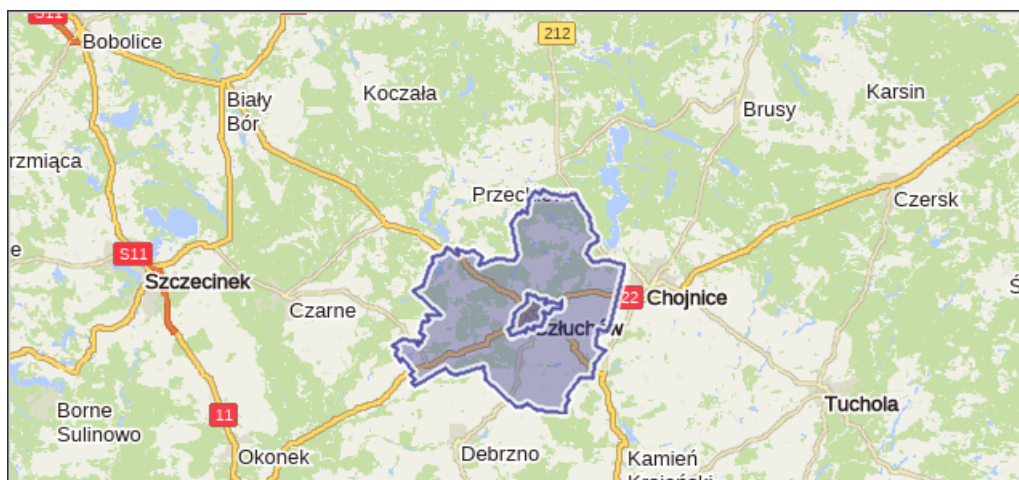 S11
Bobolice
212
Biały
Bór
Koczała
Karsin
Brusy
rzmiąca
Czersk
e
S11
Szczecinek
Czarne
22
Chojnice
Człuchów
Borne
Sulinowo
11
Tuchola
Okonek
Debrzno
Kamień